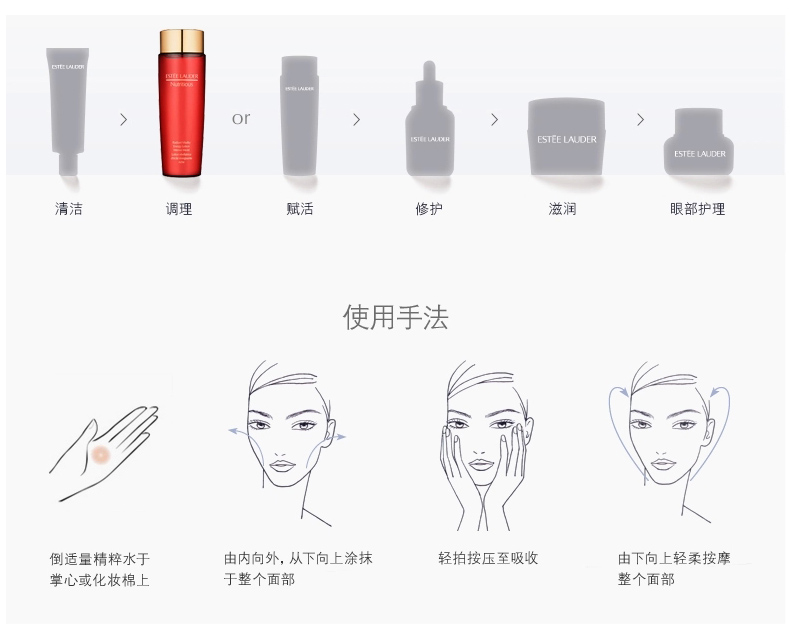 ESTĒE LAUDER
ESTĒE LAUDER
Nutritious
or
ESTĒE LAUDER
ESTĒE LAUDER
ESTĒE LAUDER
ESTĒE LAUDER
清洁
调理
赋活
修护
滋润
眼部护理
使用手法
倒适量精粹水于
掌心或化妆棉上
由内向外, 从下向上涂抹
于整个面部
轻拍按压至吸收
由下向上轻柔按摩
整个面部